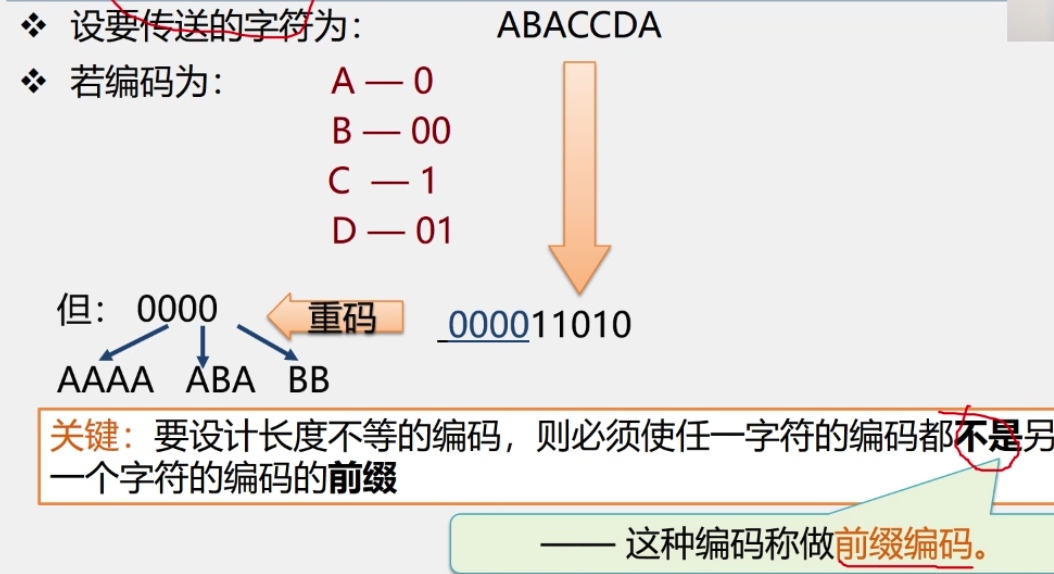 ❖ 设要传送的字符为： ABACCDA
❖ 若编码为： A — 0
B — 00
C — 1
D — 01
但： 0000 重码 000011010
AAAA ABA BB
关键：要设计长度不等的编码，则必须使任一字符的编码都不是另
一个字符的编码的前缀
—— 这种编码称做前缀编码。